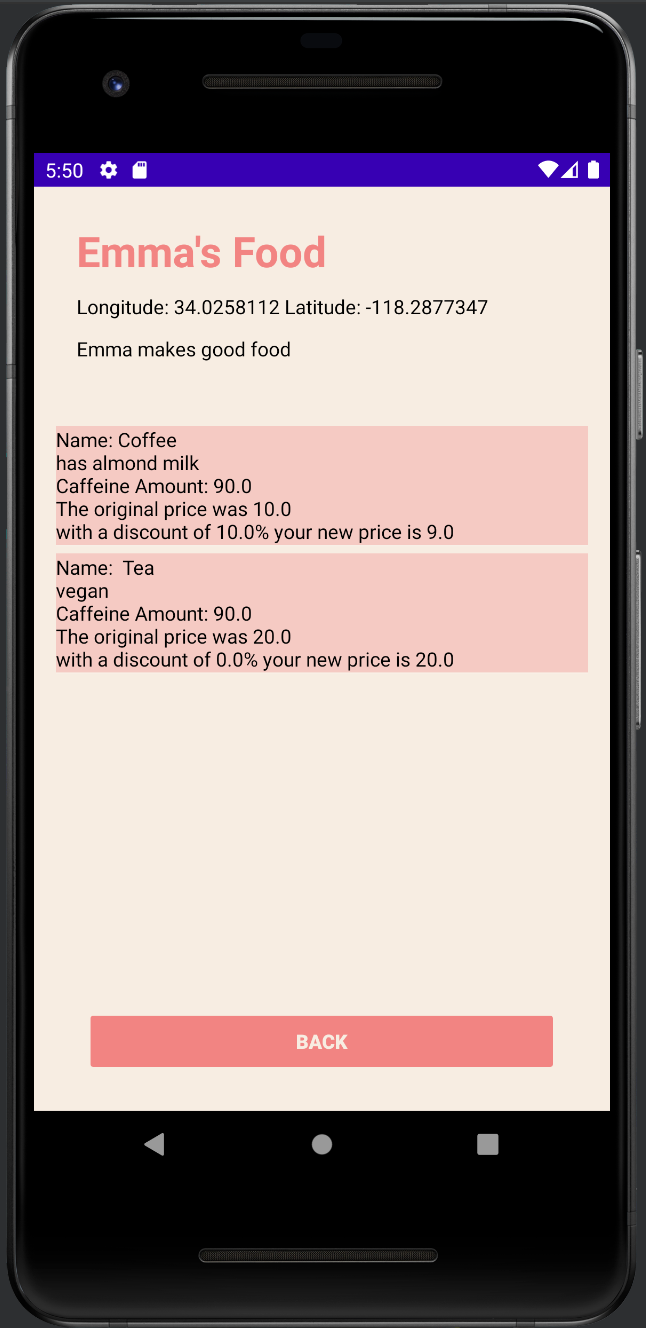 5:50
Emma's Food
Longitude: 34.0258112 Latitude: -118.2877347
Emma makes good food
Name: Coffee
has almond milk
Caffeine Amount: 90.0
The original price was 10.0
with a discount of 10.0% your new price is 9.0
Name:  Tea
vegan
Caffeine Amount: 90.0
The original price was 20.0
with a discount of 0.0% your new price is 20.0
BACK